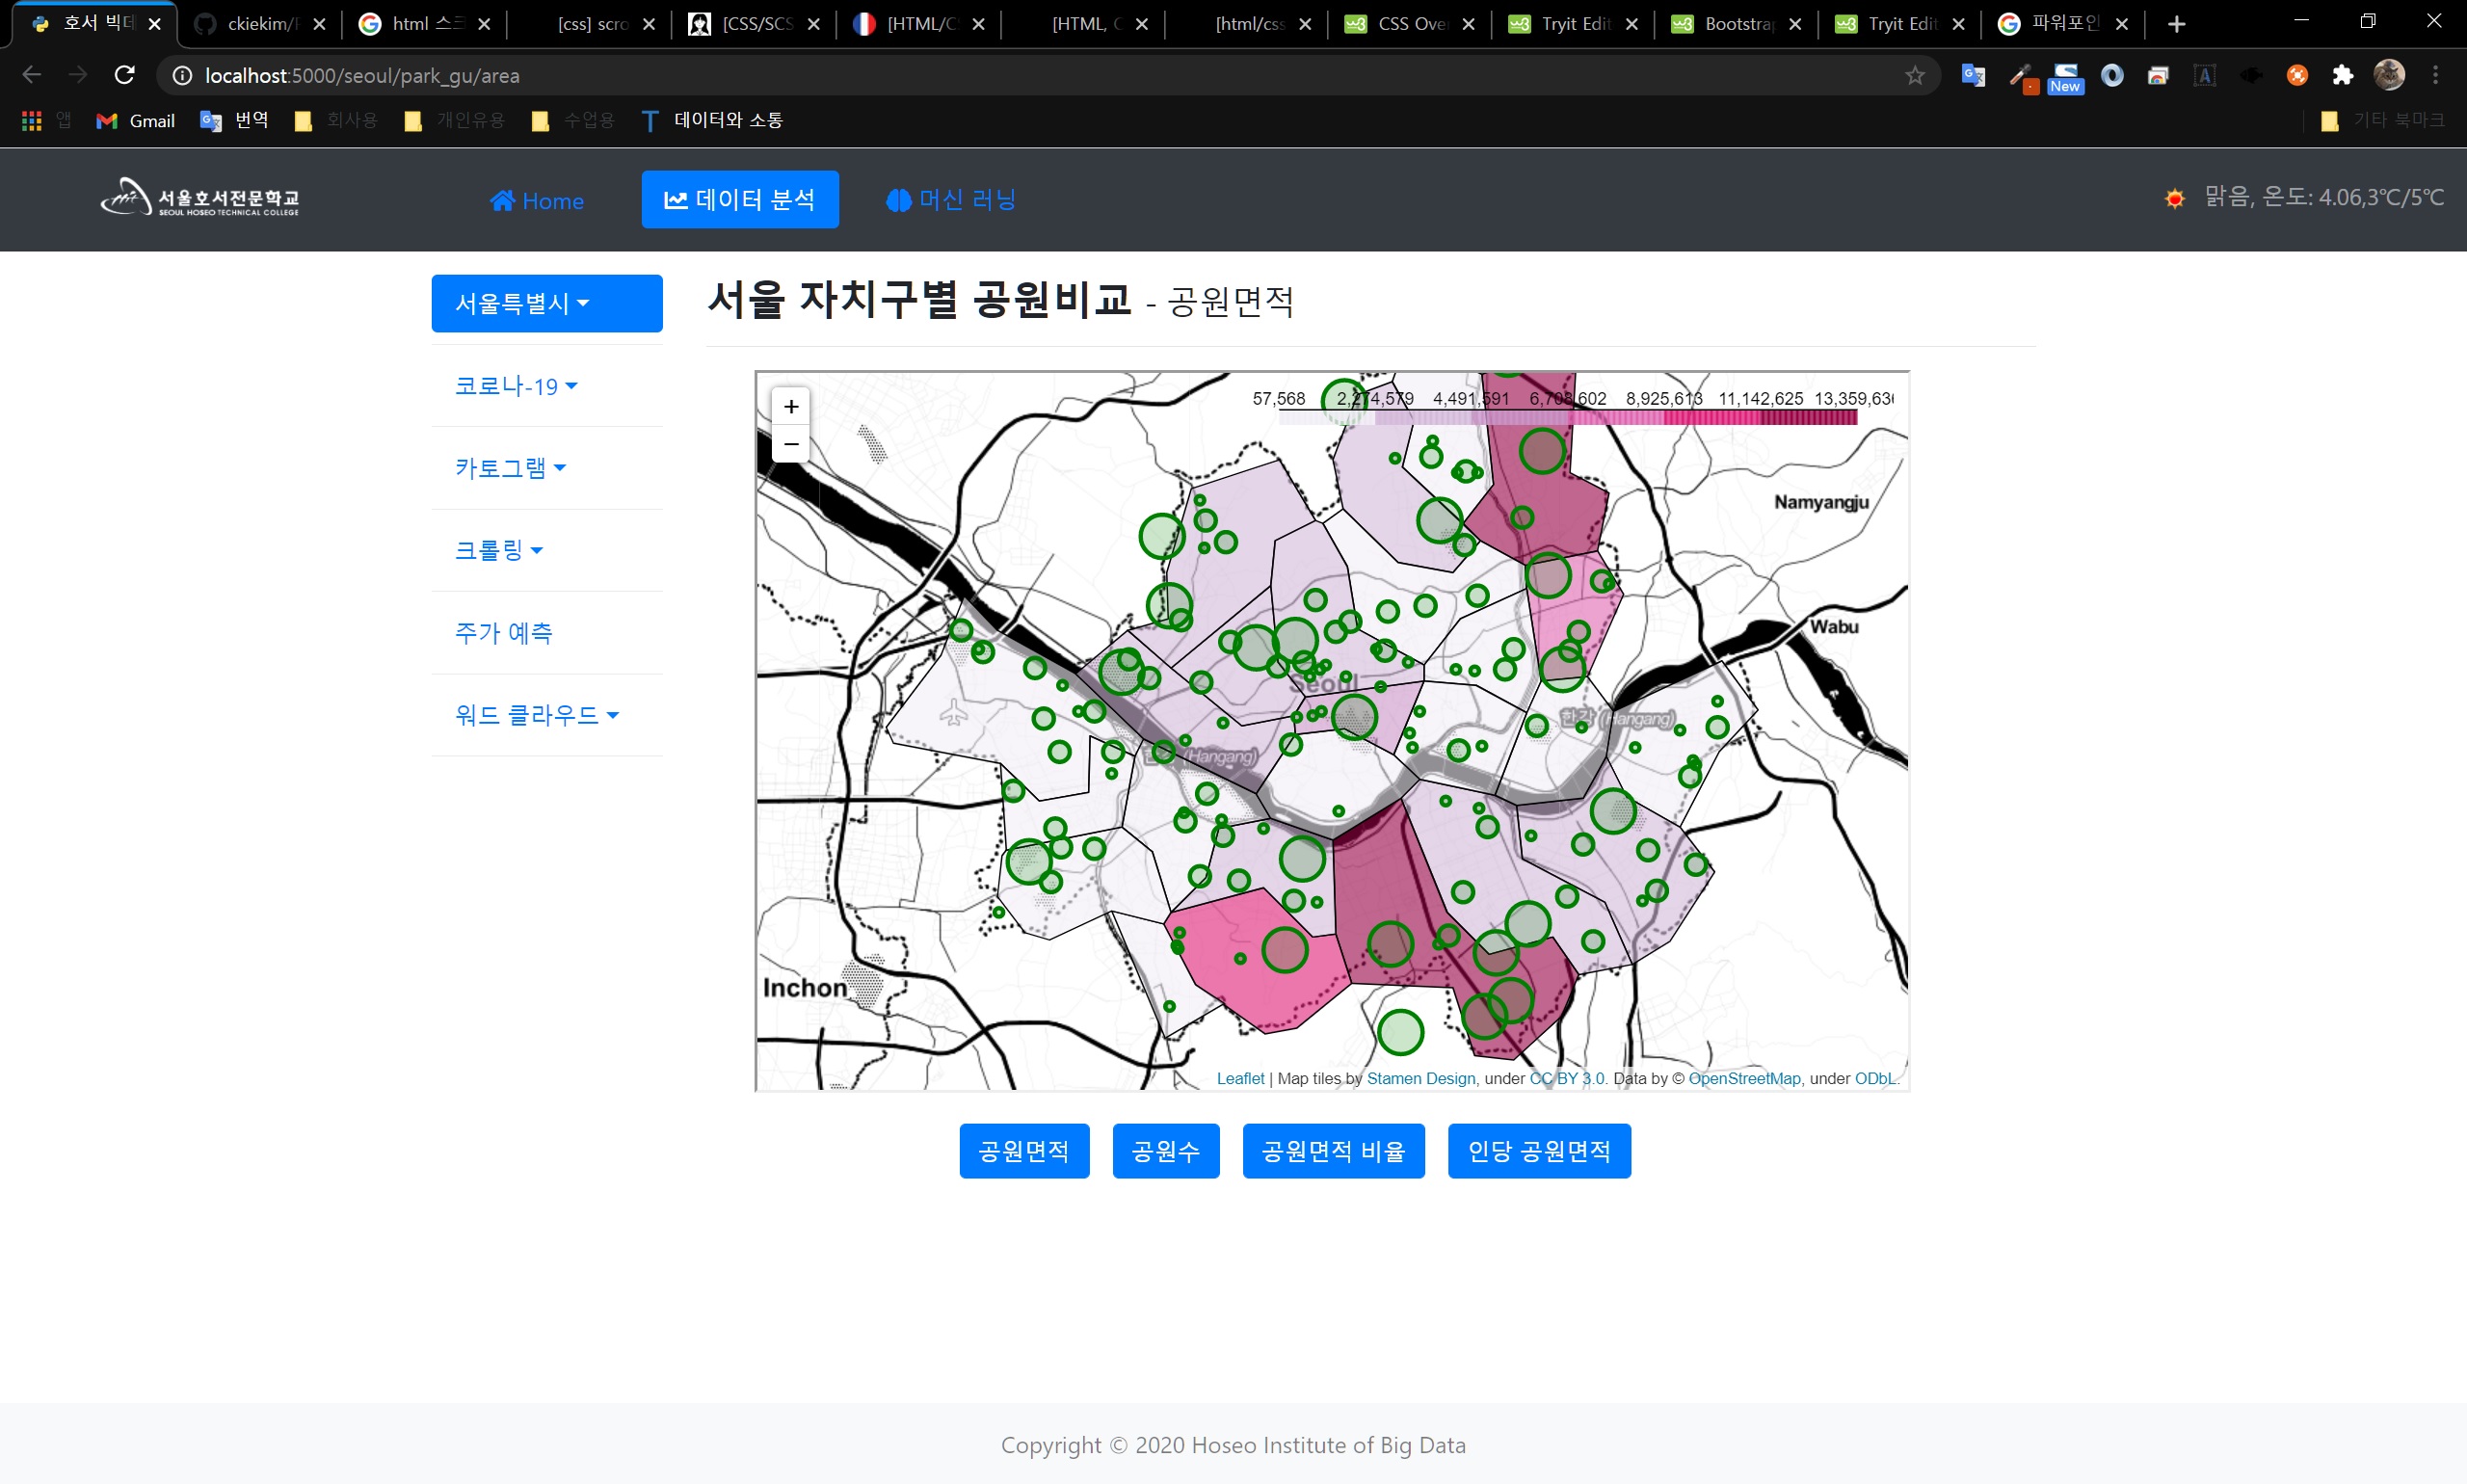 호서 빅데
ckiekim/P
html 스크
[css] scro
[CSS/SCS
[HTML/C
[HTML, C
[html/css
CSS Ove
Tryit Edit
Bootstrap
Tryit Edit
파워포인
localhost:5000/seoul/park_gu/area
New
앱
Gmail
번역
회사용
개인유용
수업용
데이터와 소통
기타 북마크
서울호서전문학교
SEOUL HOSEO TECHNICAL COLLEGE
Home
데이터 분석
머신 러닝
맑음, 온도: 4.06,3℃/5℃
서울특별시
코로나-19
카토그램
크롤링
주가 예측
워드 클라우드
서울 자치구별 공원비교 - 공원면적
+
−
57,568 2,274,579 4,491,591 6,708,602 8,925,613 11,142,625 13,359,636
Namyangju
Wabu
Seoul
한강 (Hangang)
(Hangang)
Inchon
Leaflet | Map tiles by Stamen Design, under CC BY 3.0. Data by © OpenStreetMap, under ODbL.
공원면적
공원수
공원면적 비율
인당 공원면적
Copyright © 2020 Hoseo Institute of Big Data